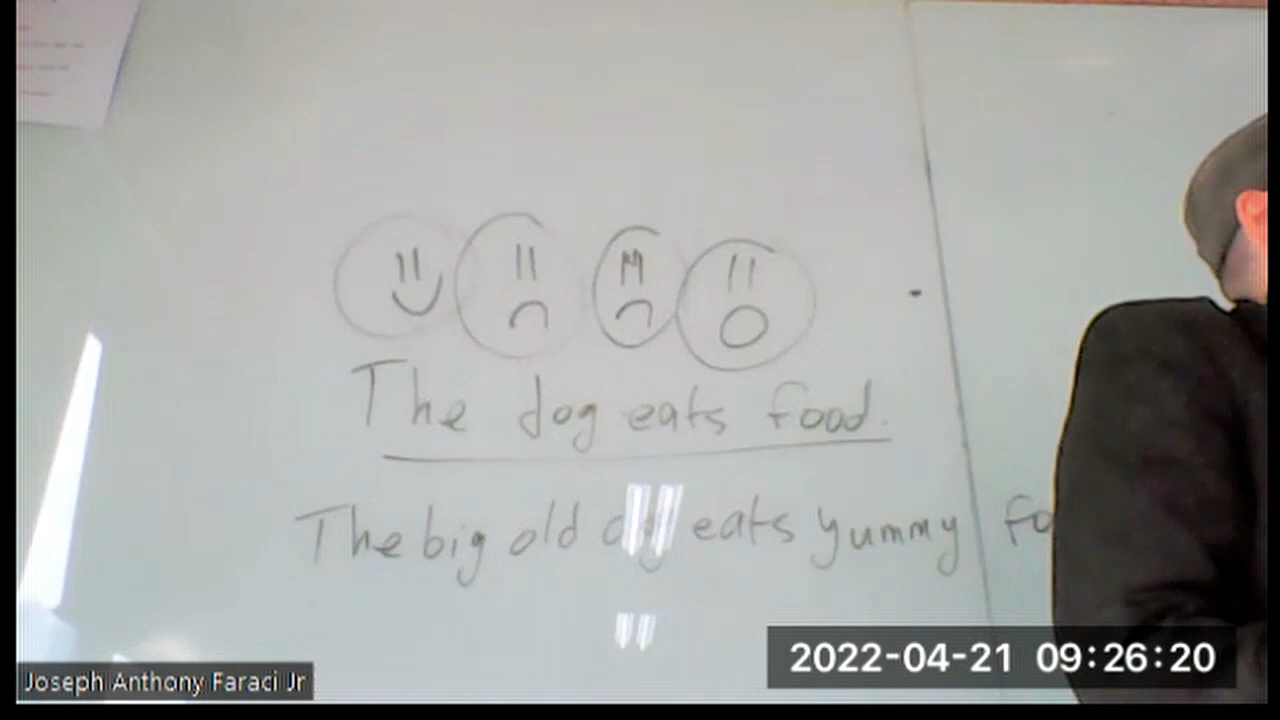 The dog eats food.
The big old dog eats yummy
Joseph Anthony Faraci Jr
2022-04-21 09:26:20